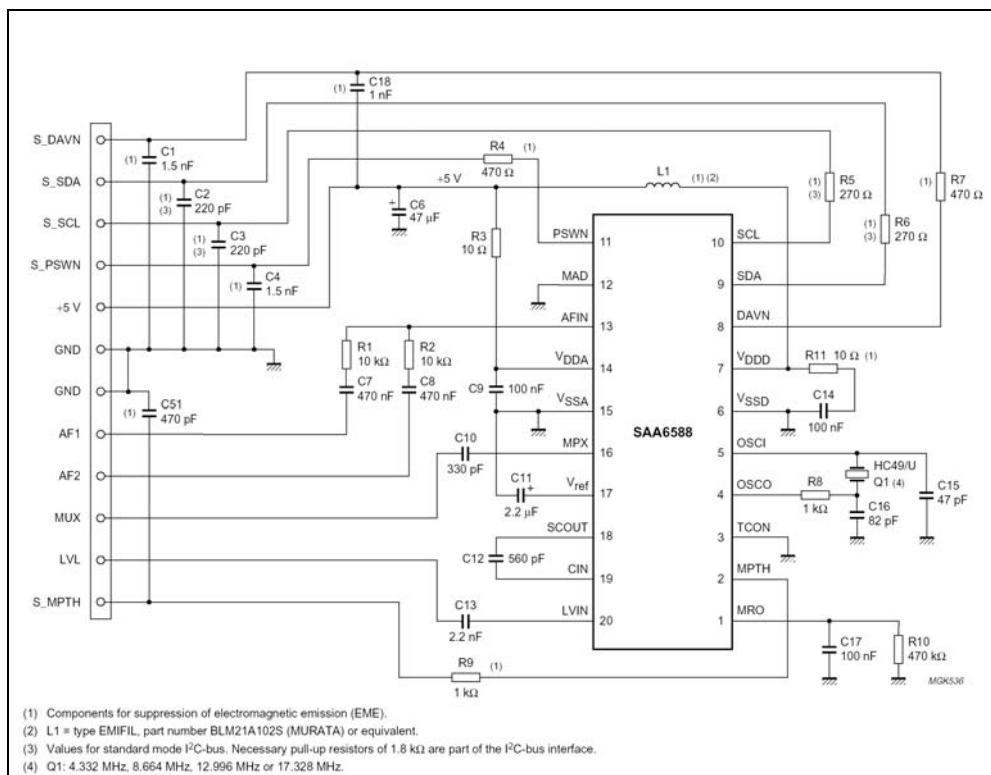 C18
(1)
1 nF
S_DAVN
C1
(1)
1.5 nF
R4
(1)
470 Ω
L1
(1) (2)
+5 V
S_SDA
(1)
(3)
C2
220 pF
C6
+
47 µF
(1)
(3)
R5
270 Ω
(1)
R7
470 Ω
S_SCL
(1)
(3)
C3
220 pF
R3
10 Ω
(1)
(3)
R6
270 Ω
PSWN
11
10
SCL
S_PSWN
(1)
C4
1.5 nF
MAD
12
9
SDA
+5 V
AFIN
13
8
DAVN
R1
10 kΩ
R2
10 kΩ
GND
VDDA
14
7
VDDD
R11 10 Ω (1)
C7
470 nF
C8
470 nF
C9
100 nF
GND
VSSA
15
6
VSSD
C14
100 nF
(1)
C51
470 pF
SAA6588
AF1
C10
330 pF
MPX
16
5
OSCI
HC49/U
Q1 (4)
AF2
C11
+
2.2 µF
Vref
17
4
OSCO
R8
1 kΩ
C15
47 pF
C16
82 pF
MUX
SCOUT
18
3
TCON
C12
560 pF
LVL
CIN
19
2
MPTH
S_MPTH
C13
2.2 nF
LVIN
20
1
MRO
C17
100 nF
R10
470 kΩ
R9
(1)
1 kΩ
MGK536
(1) Components for suppression of electromagnetic emission (EME).
(2) L1 = type EMIFIL, part number BLM21A102S (MURATA) or equivalent.
(3) Values for standard mode I²C-bus. Necessary pull-up resistors of 1.8 kΩ are part of the I²C-bus interface.
(4) Q1: 4.332 MHz, 8.664 MHz, 12.996 MHz or 17.328 MHz.